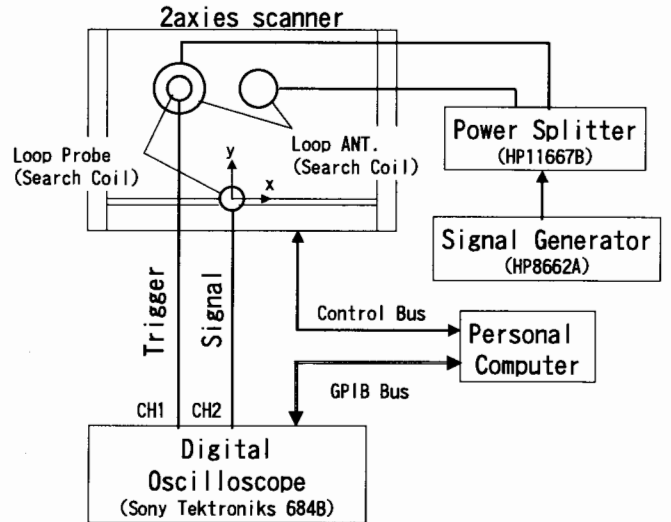 2axies scanner
Loop Probe
(Search Coil)
Loop ANT.
(Search Coil)
y
x
Power Splitter
(HP11667B)
Signal Generator
(HP8662A)
Trigger
Signal
Control Bus
Personal
Computer
GPIB Bus
CH1
CH2
Digital
Oscilloscope
(Sony Tektroniks 684B)